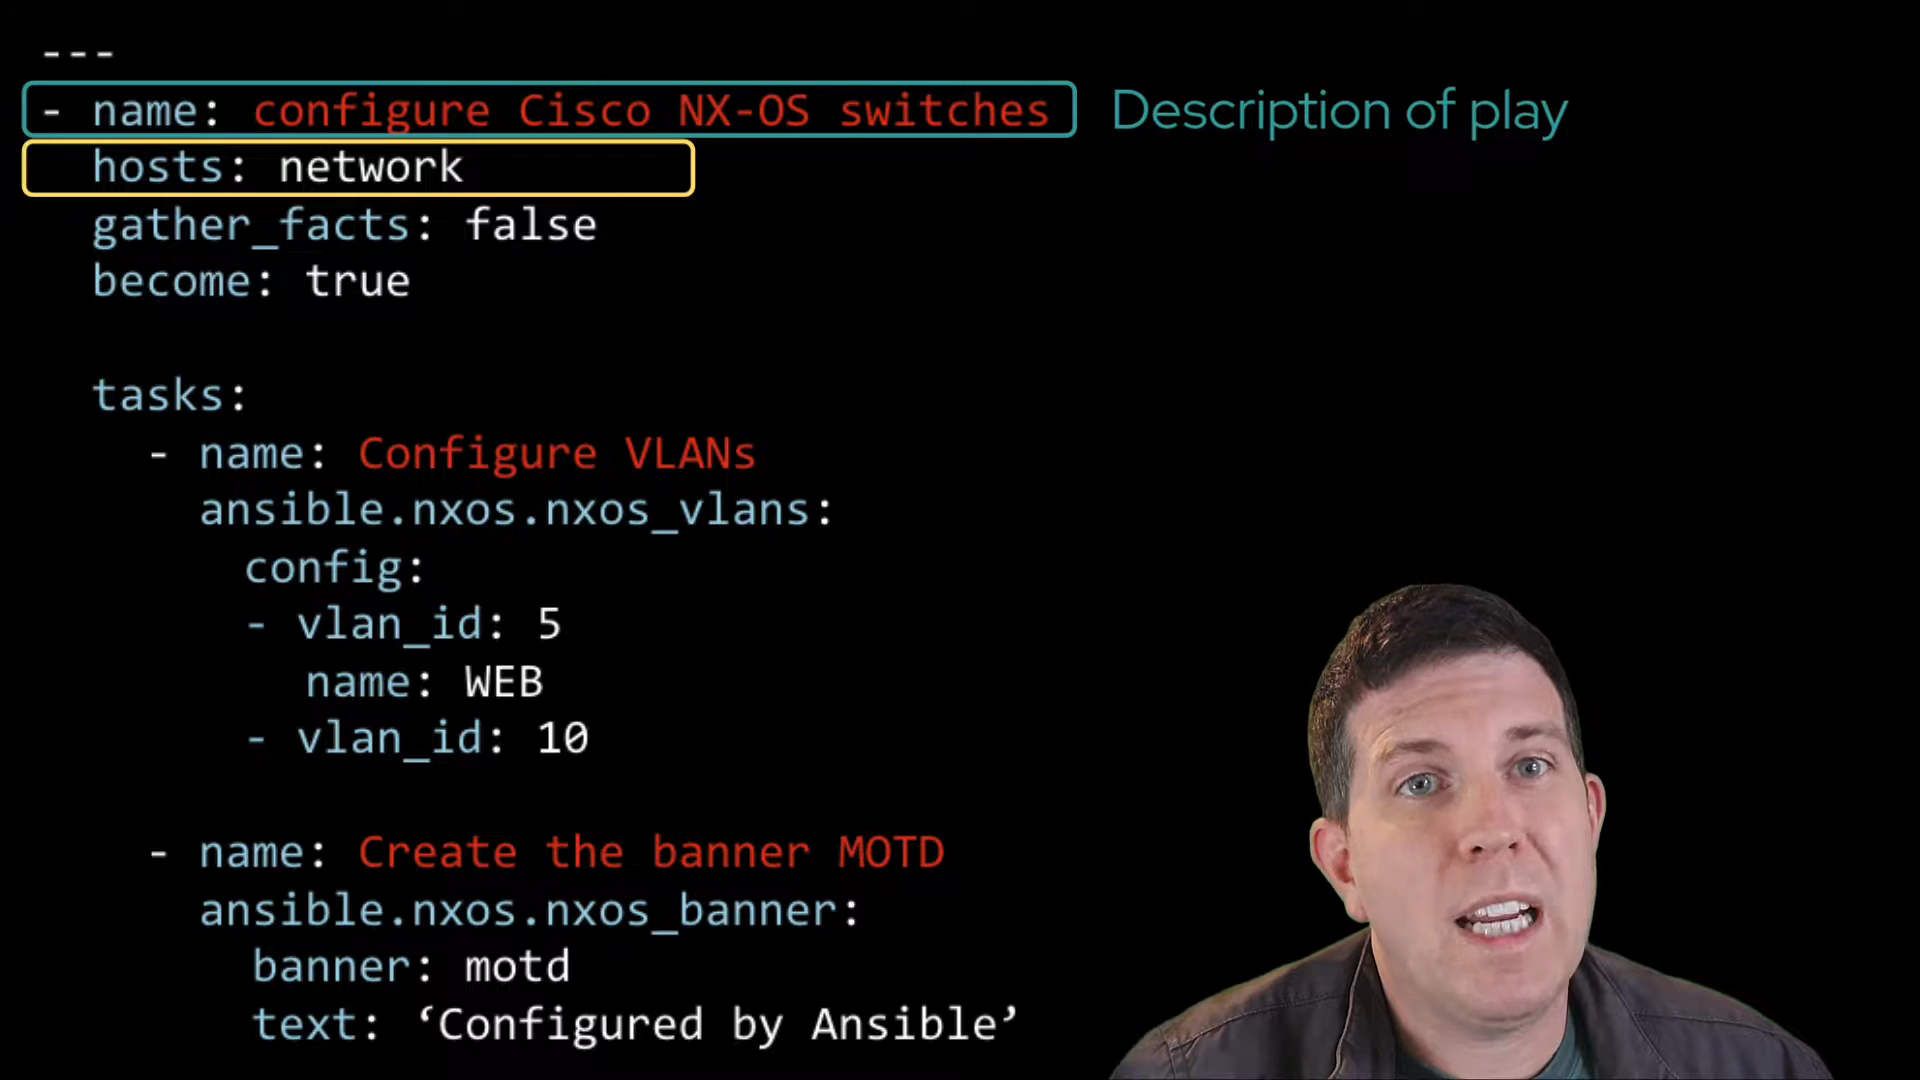 ---
- name: configure Cisco NX-OS switches
Description of play
hosts: network
gather_facts: false
become: true
tasks:
- name: Configure VLANs
ansible.nxos.nxos_vlans:
config:
- vlan_id: 5
name: WEB
- vlan_id: 10
- name: Create the banner MOTD
ansible.nxos.nxos_banner:
banner: motd
text: ‘Configured by Ansible’